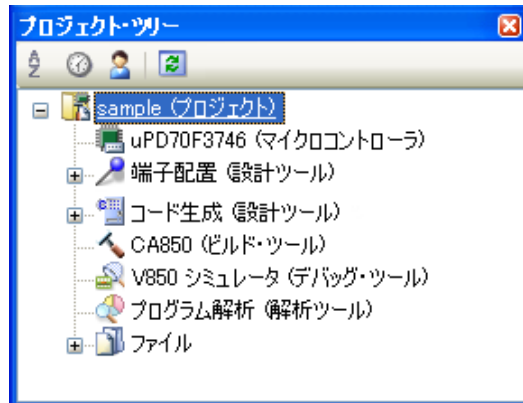 プロジェクト・ツリー
sample (プロジェクト)
uPD70F3746 (マイクロコントローラ)
端子配置 (設計ツール)
コード生成 (設計ツール)
CA850 (ビルド・ツール)
V850 シミュレータ (デバッグ・ツール)
プログラム解析 (解析ツール)
ファイル